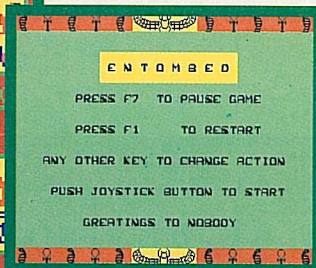 ENTOMBED
PRESS F7 TO PAUSE GAME
PRESS F1 TO RESTART
ANY OTHER KEY TO CHANGE ACTION
PUSH JOYSTICK BUTTON TO START
GREATINGS TO NOBODY